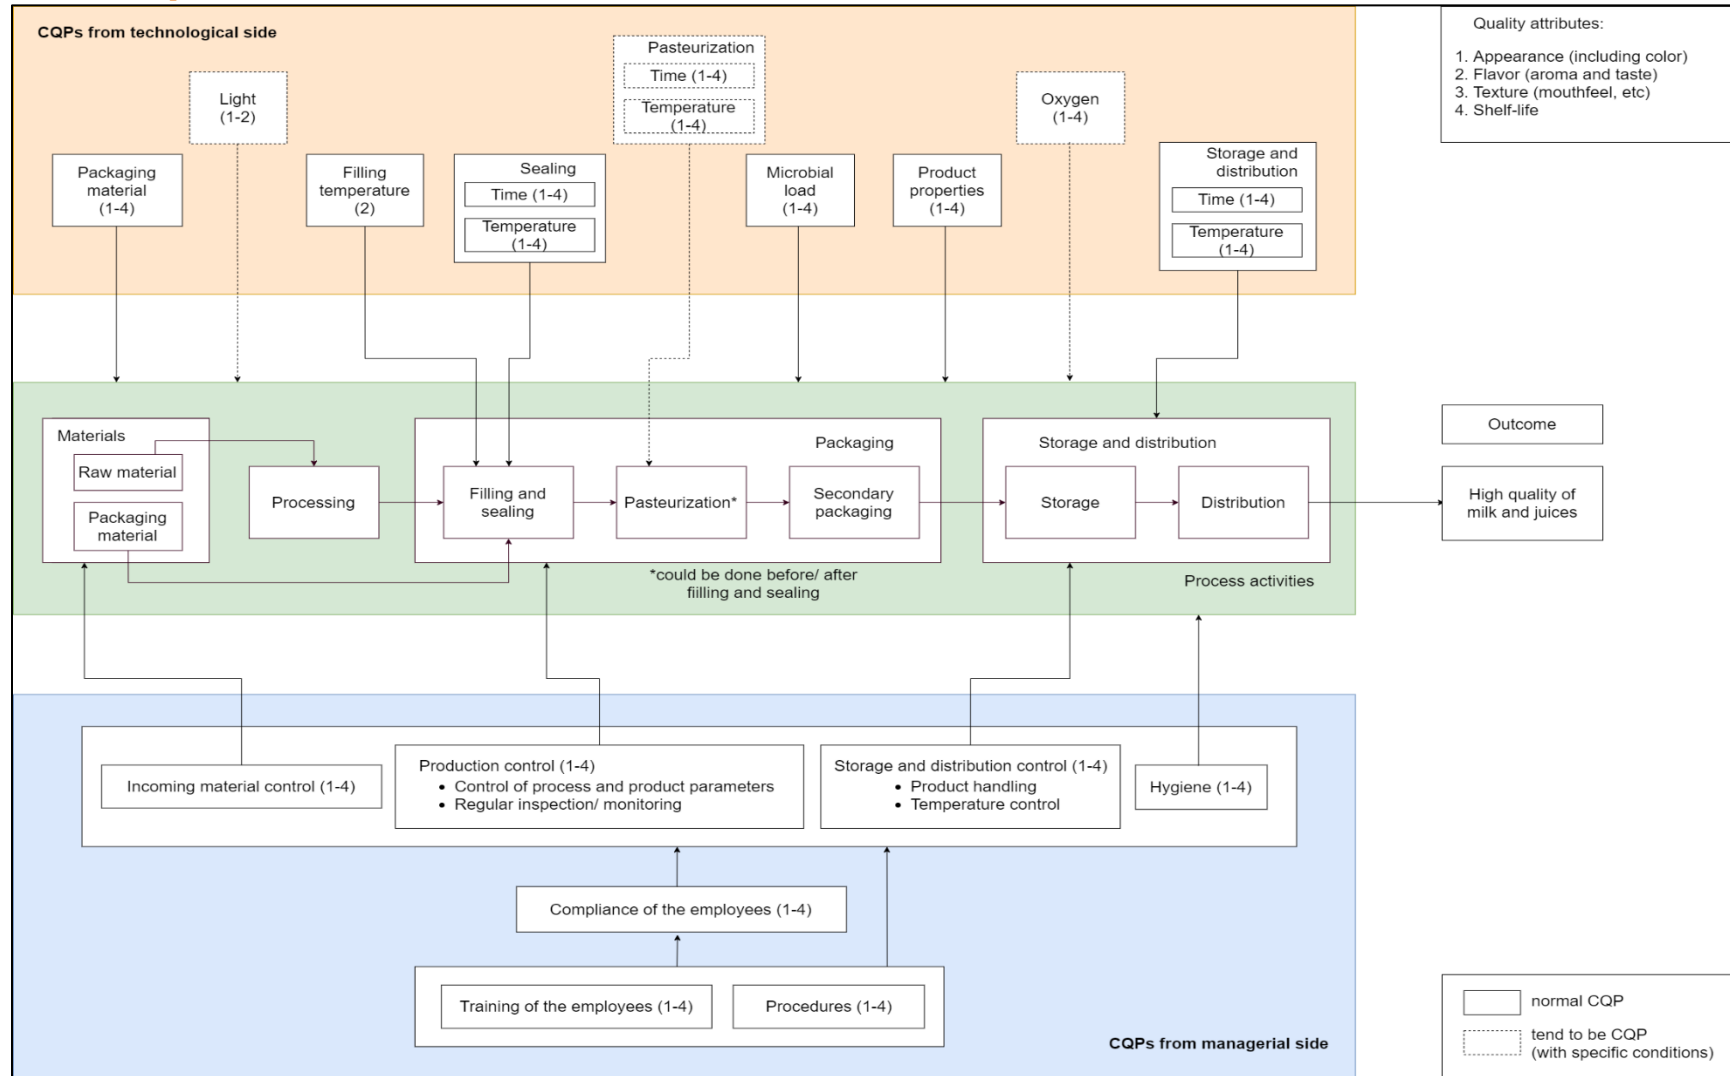 CQPs from technological side
Pasteurization
Time (1-4)
Temperature
(1-4)
Light
(1-2)
Oxygen
(1-4)
Packaging
material
(1-4)
Filling
temperature
(2)
Sealing
Time (1-4)
Temperature
(1-4)
Microbial
load
(1-4)
Product
properties
(1-4)
Storage and
distribution
Time (1-4)
Temperature
(1-4)
Quality attributes:
1. Appearance (including color)
2. Flavor (aroma and taste)
3. Texture (mouthfeel, etc)
4. Shelf-life
Materials
Raw material
Packaging
material
Processing
Packaging
Filling and
sealing
Pasteurization*
Secondary
packaging
*could be done before/ after
fiilling and sealing
Storage and distribution
Storage
Distribution
Process activities
Outcome
High quality of
milk and juices
Incoming material control (1-4)
Production control (1-4)
• Control of process and product parameters
• Regular inspection/ monitoring
Storage and distribution control (1-4)
• Product handling
• Temperature control
Hygiene (1-4)
Compliance of the employees (1-4)
Training of the employees (1-4)
Procedures (1-4)
CQPs from managerial side
normal CQP
tend to be CQP
(with specific conditions)